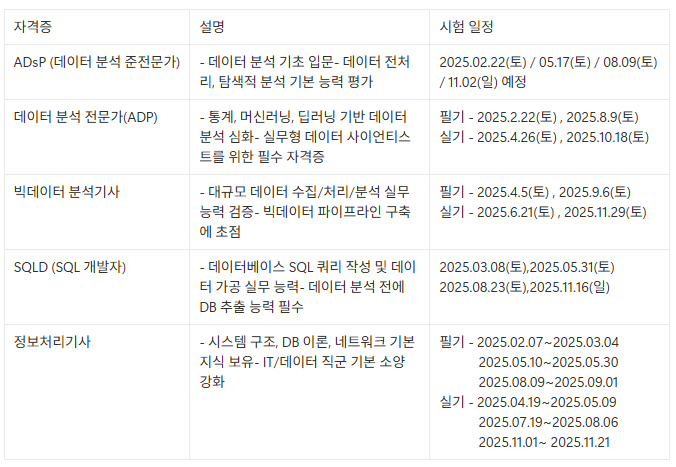 자격증 설명 시험 일정
ADsP (데이터 분석 준전문가)
- 데이터 분석 기초 입문- 데이터 전처
리, 탐색적 분석 기본 능력 평가
2025.02.22(토) / 05.17(토) / 08.09(토)
/ 11.02(일) 예정
데이터 분석 전문가(ADP)
- 통계, 머신러닝, 딥러닝 기반 데이터
분석 심화- 실무형 데이터 사이언티스
트를 위한 필수 자격증
필기 - 2025.2.22(토) , 2025.8.9(토)
실기 - 2025.4.26(토) , 2025.10.18(토)
빅데이터 분석기사
- 대규모 데이터 수집/처리/분석 실무
능력 검증- 빅데이터 파이프라인 구축
에 초점
필기 - 2025.4.5(토) , 2025.9.6(토)
실기 - 2025.6.21(토) , 2025.11.29(토)
SQLD (SQL 개발자)
- 데이터베이스 SQL 쿼리 작성 및 데이
터 가공 실무 능력- 데이터 분석 전에
DB 추출 능력 필수
2025.03.08(토),2025.05.31(토)
2025.08.23(토),2025.11.16(일)
정보처리기사
- 시스템 구조, DB 이론, 네트워크 기본
지식 보유- IT/데이터 직군 기본 소양
강화
필기 - 2025.02.07~2025.03.04
2025.05.10~2025.05.30
2025.08.09~2025.09.01
실기 - 2025.04.19~2025.05.09
2025.07.19~2025.08.06
2025.11.01~ 2025.11.21